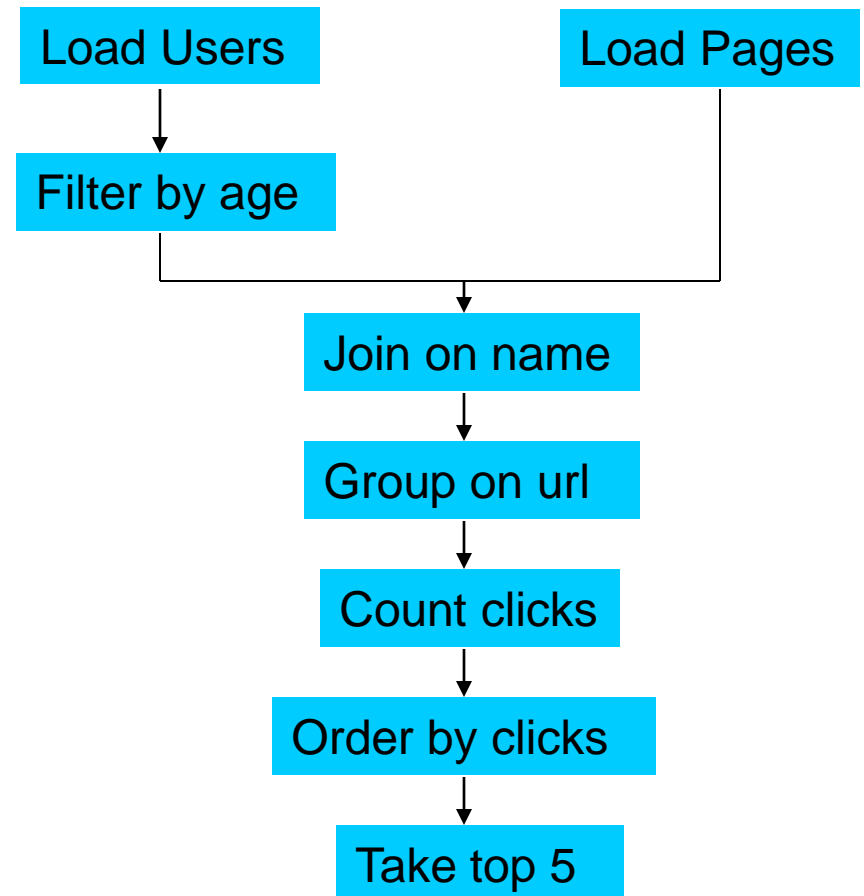 Load Users
Load Pages
Filter by age
Join on name
Group on url
Count clicks
Order by clicks
Take top 5